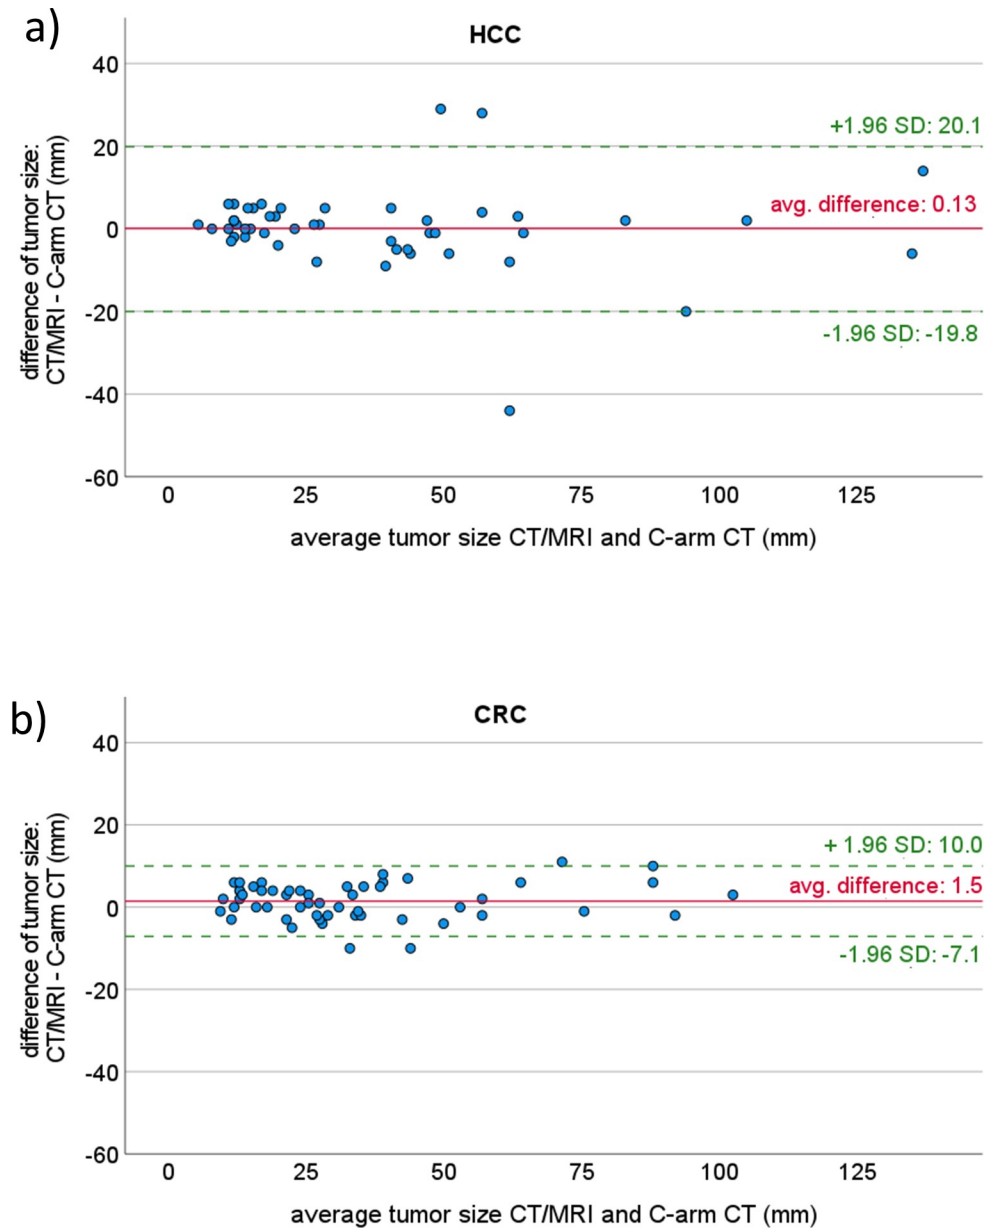 a)
HCC
40
20
0
-20
-40
-60
difference of tumor size:
CT/MRI - C-arm CT (mm)
+1.96 SD: 20.1
avg. difference: 0.13
-1.96 SD: -19.8
0 25 50 75 100 125
average tumor size CT/MRI and C-arm CT (mm)
b)
CRC
40
20
0
-20
-40
-60
difference of tumor size:
CT/MRI - C-arm CT (mm)
+ 1.96 SD: 10.0
avg. difference: 1.5
-1.96 SD: -7.1
0 25 50 75 100 125
average tumor size CT/MRI and C-arm CT (mm)